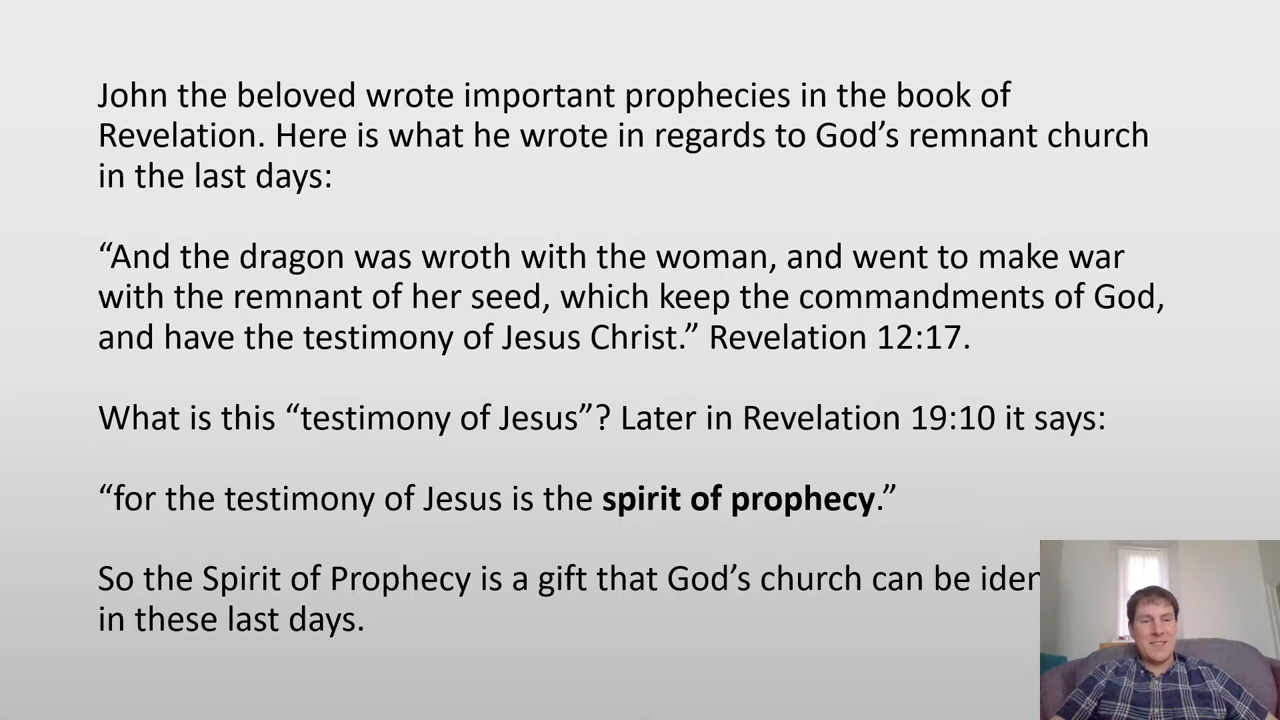 John the beloved wrote important prophecies in the book of
Revelation. Here is what he wrote in regards to God’s remnant church
in the last days:
“And the dragon was wroth with the woman, and went to make war
with the remnant of her seed, which keep the commandments of God,
and have the testimony of Jesus Christ.” Revelation 12:17.
What is this “testimony of Jesus”? Later in Revelation 19:10 it says:
“for the testimony of Jesus is the spirit of prophecy.”
So the Spirit of Prophecy is a gift that God’s church can be
in these last days.